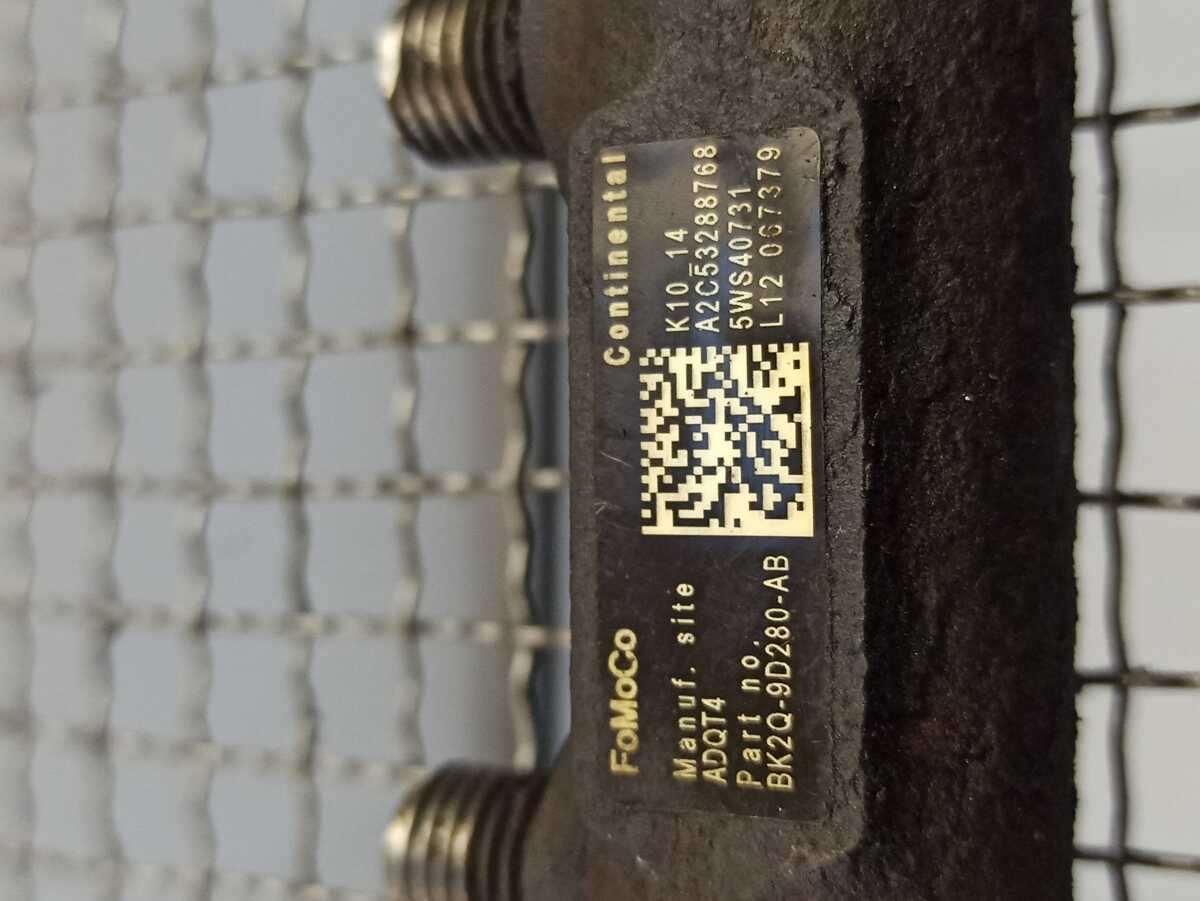 FoMoCo
Manuf. site
ADQT4
Part no.
BK2Q-9D280-AB
Continental
K10_14
A2C53288768
5WS40731
L12 067379